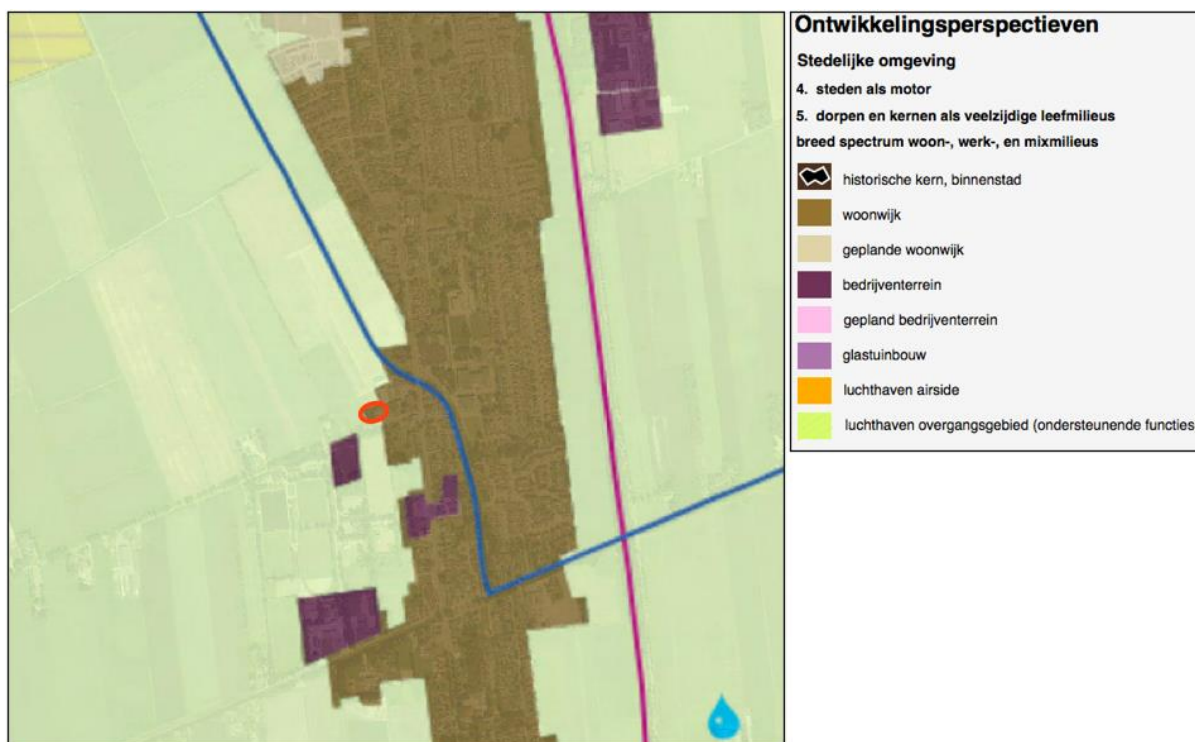 Ontwikkelingsperspectieven
Stedelijke omgeving
4. steden als motor
5. dorpen en kernen als veelzijdige leefmilieus
breed spectrum woon-, werk-, en mixmilieus
historische kern, binnenstad
woonwijk
geplande woonwijk
bedrijventerrein
gepland bedrijventerrein
glastuinbouw
luchthaven airside
luchthaven overgangsgebied (ondersteunende functies